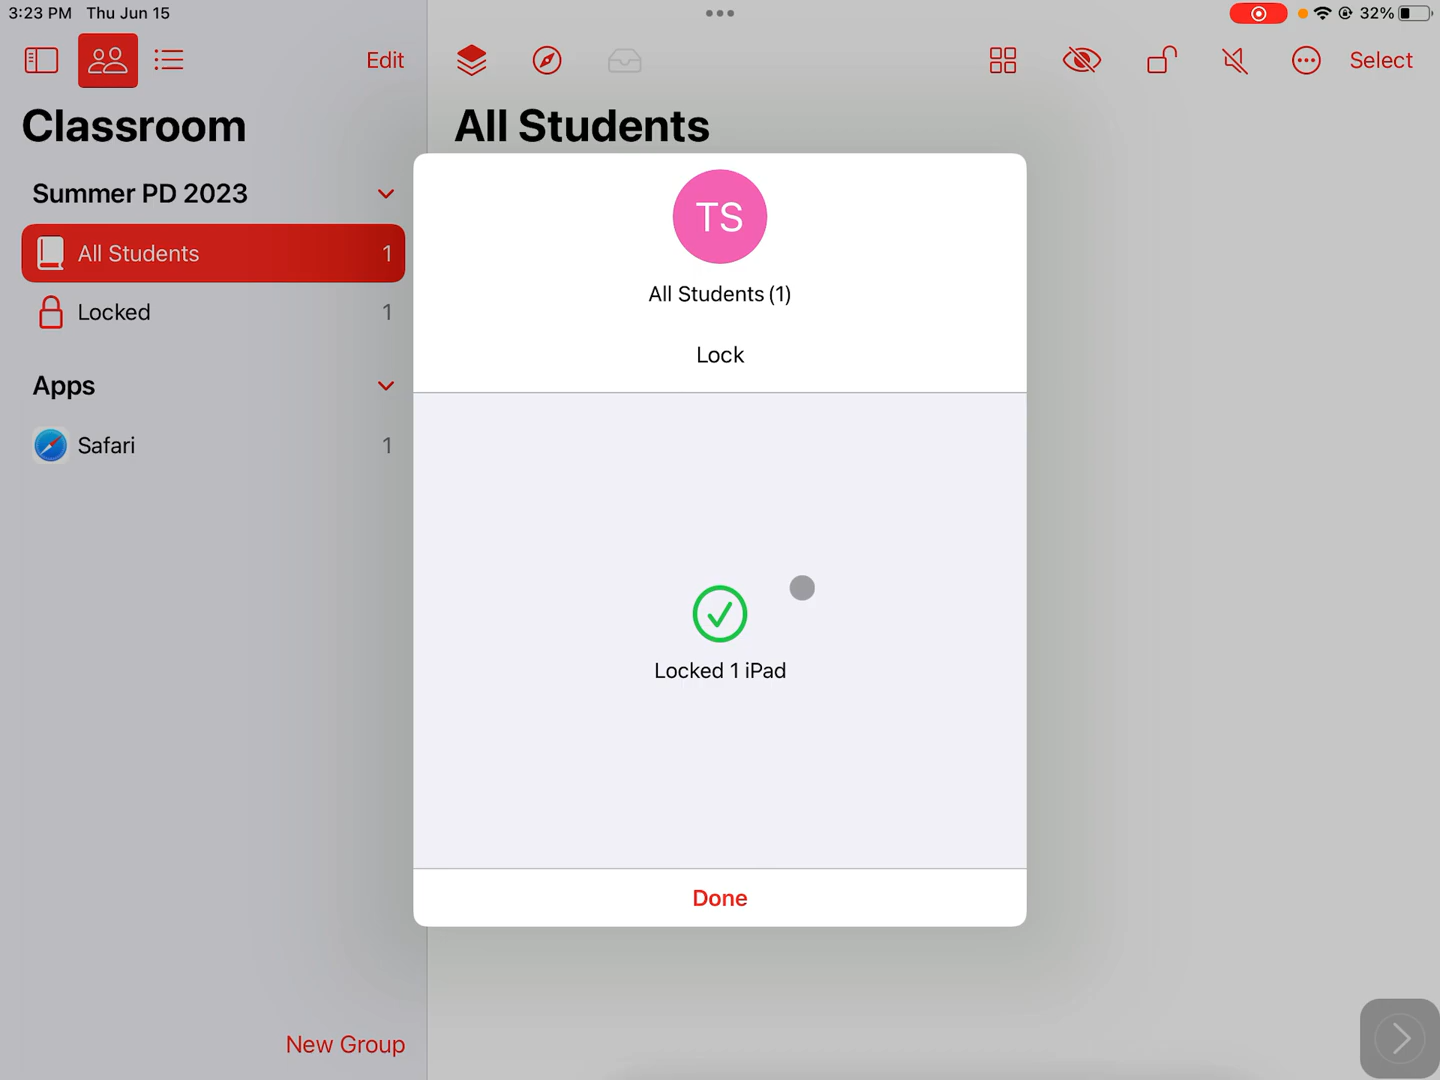 3:23 PM Thu Jun 15
32%
Edit
Select
Classroom
All Students
Summer PD 2023
All Students 1
Locked 1
Apps
Safari 1
New Group
TS
All Students (1)
Lock
Locked 1 iPad
Done